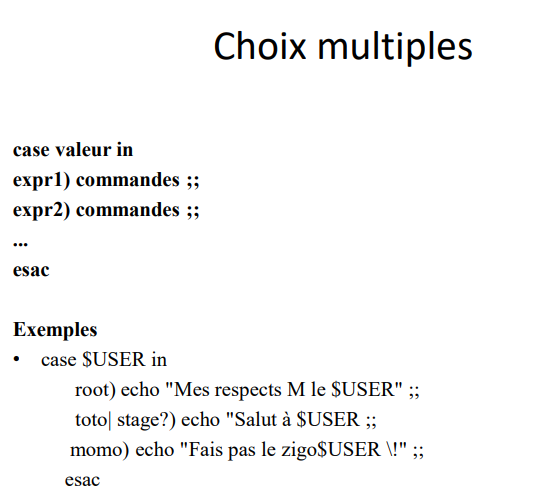 Choix multiples
case valeur in
expr1) commandes ;;
expr2) commandes ;;
...
esac
Exemples
• case $USER in
root) echo "Mes respects M le $USER" ;;
toto| stage?) echo "Salut à $USER ;;
momo) echo "Fais pas le zigo$USER \!" ;;
esac